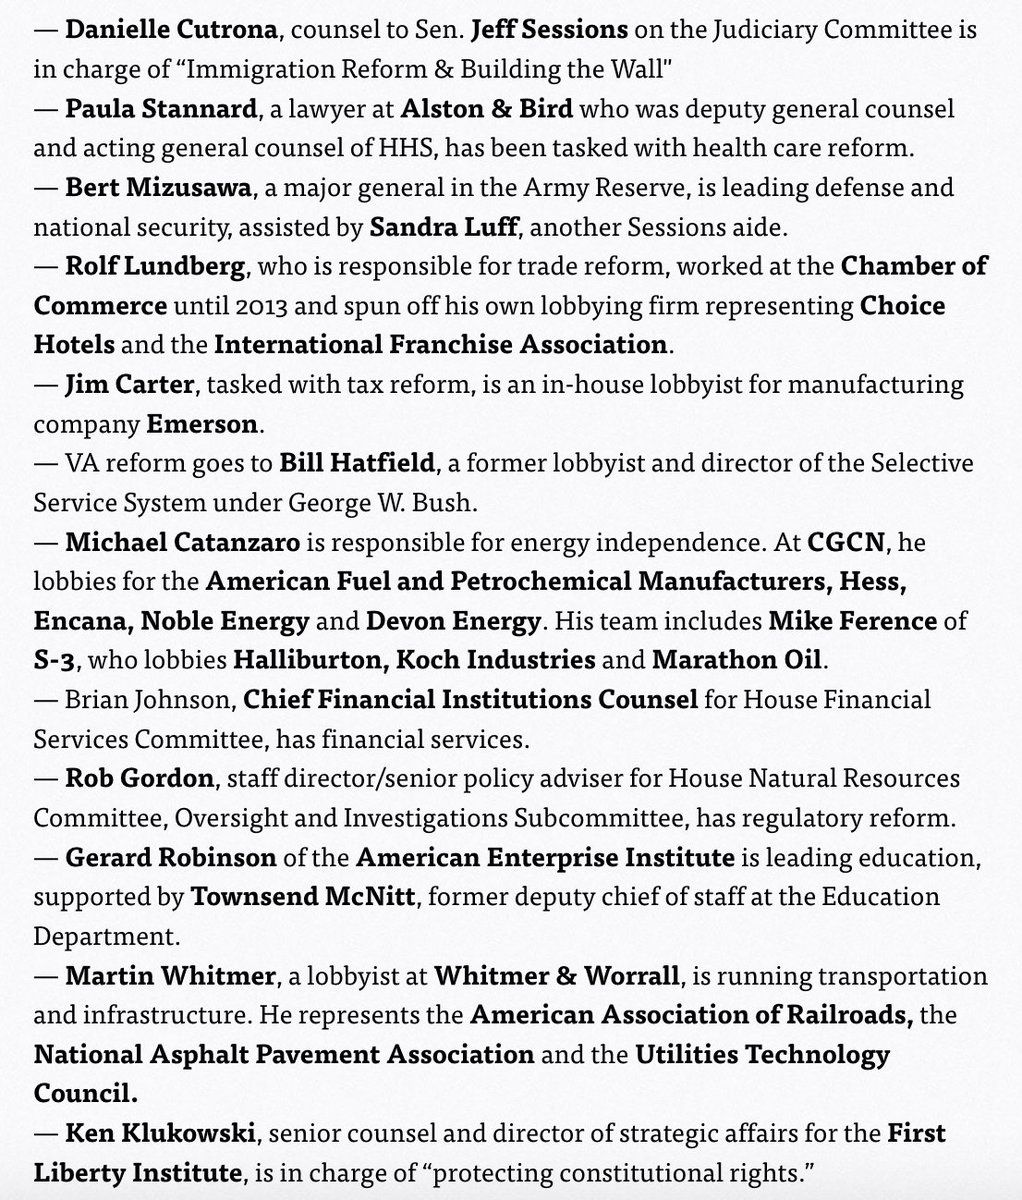 — Danielle Cutrona, counsel to Sen. Jeff Sessions on the Judiciary Committee is
in charge of “Immigration Reform & Building the Wall"
— Paula Stannard, a lawyer at Alston & Bird who was deputy general counsel
and acting general counsel of HHS, has been tasked with health care reform.
— Bert Mizusawa, a major general in the Army Reserve, is leading defense and
national security, assisted by Sandra Luff, another Sessions aide.
— Rolf Lundberg, who is responsible for trade reform, worked at the Chamber of
Commerce until 2013 and spun off his own lobbying firm representing Choice
Hotels and the International Franchise Association.
— Jim Carter, tasked with tax reform, is an in-house lobbyist for manufacturing
company Emerson.
— VA reform goes to Bill Hatfield, a former lobbyist and director of the Selective
Service System under George W. Bush.
— Michael Catanzaro is responsible for energy independence. At CGCN, he
lobbies for the American Fuel and Petrochemical Manufacturers, Hess,
Encana, Noble Energy and Devon Energy. His team includes Mike Ference of
S-3, who lobbies Halliburton, Koch Industries and Marathon Oil.
— Brian Johnson, Chief Financial Institutions Counsel for House Financial
Services Committee, has financial services.
— Rob Gordon, staff director/senior policy adviser for House Natural Resources
Committee, Oversight and Investigations Subcommittee, has regulatory reform.
— Gerard Robinson of the American Enterprise Institute is leading education,
supported by Townsend McNitt, former deputy chief of staff at the Education
Department.
— Martin Whitmer, a lobbyist at Whitmer & Worrall, is running transportation
and infrastructure. He represents the American Association of Railroads, the
National Asphalt Pavement Association and the Utilities Technology
Council.
— Ken Klukowski, senior counsel and director of strategic affairs for the First
Liberty Institute, is in charge of “protecting constitutional rights.”